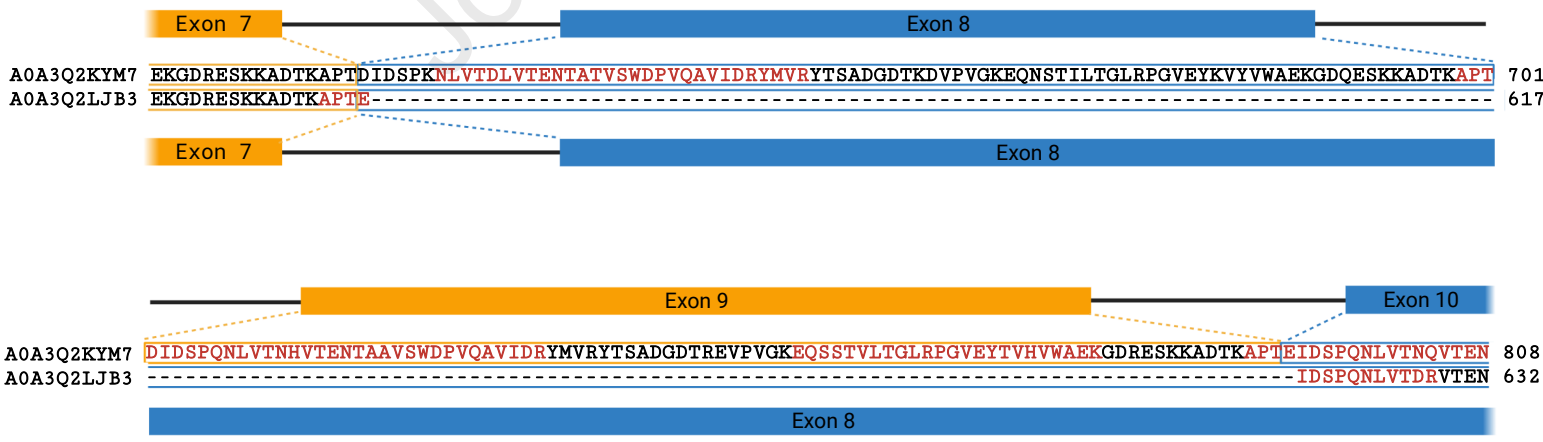 Exon 7 Exon 8
A0A3Q2KYM7 EKGDRESKKADTKAPTDIDSPKNLVTDLVTENTATVSWDPVQAVIDRYMVRYTSADGDTKDVPVGKEQNSTILTGLRPGVEYKVYVWAEKGDQESKKADTKAPT 701
A0A3Q2LJB3 EKGDRESKKADTKAPTE--------------------------------------------------------------------------------------- 617
Exon 7 Exon 8
Exon 9 Exon 10
A0A3Q2KYM7 DIDSPQNLVTNHVTENTAAVSWDPVQAVIDRYMVRYTSADGDTREVPVGKEQSSTVLTGLRPGVEYTVHVWAEKGDRESKKADTKAPTEIDSPQNLVTNQVTEN 808
A0A3Q2LJB3 -----------------------------------------------------------------------------------------IDSPQNLVTDRVTEN 632
Exon 8